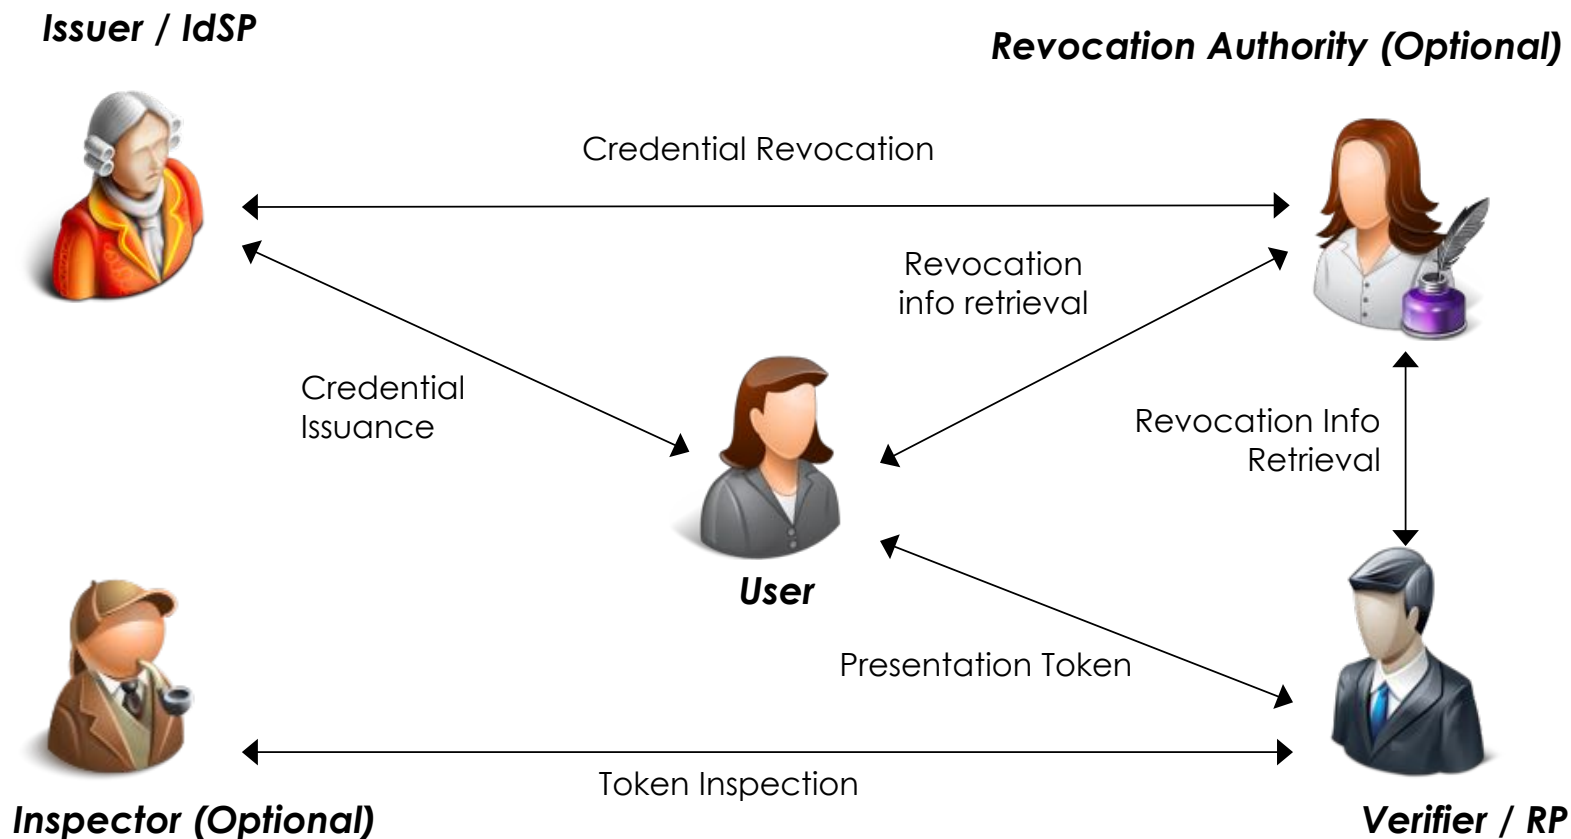 Issuer / IdSP
Revocation Authority (Optional)
Credential Revocation
Revocation
info retrieval
Credential
Issuance
Revocation Info
Retrieval
User
Presentation Token
Token Inspection
Inspector (Optional)
Verifier / RP